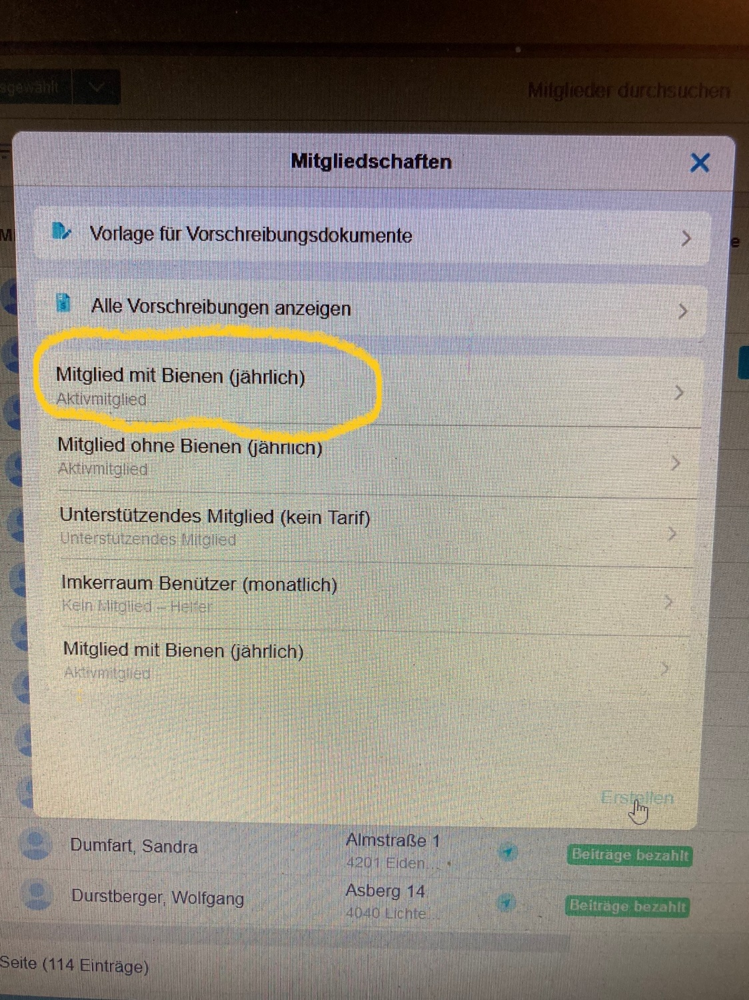 sgewählt
Mitglieder durchsuchen
Mitgliedschaften
Vorlage für Vorschreibungsdokumente
Alle Vorschreibungen anzeigen
Mitglied mit Bienen (jährlich)
Aktivmitglied
Mitglied ohne Bienen (jährlich)
Aktivmitglied
Unterstützendes Mitglied (kein Tarif)
Unterstützendes Mitglied
Imkerraum Benützer (monatlich)
Kein Mitglied – Helfer
Mitglied mit Bienen (jährlich)
Aktivmitglied
Erstellen
Dumfart, Sandra Almstraße 1 Beiträge bezahlt
4201 Eiden...
Durstberger, Wolfgang Asberg 14 Beiträge bezahlt
4040 Lichte...
Seite (114 Einträge)